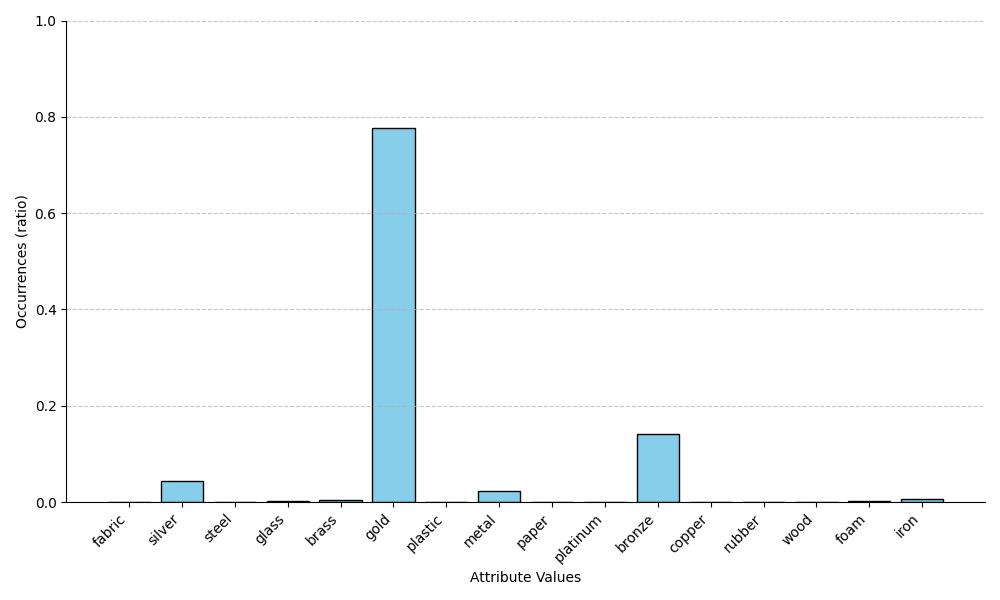 1.0
0.8
0.6
0.4
0.2
0.0
Occurrences (ratio)
fabric
silver
steel
glass
brass
gold
plastic
metal
paper
platinum
bronze
copper
rubber
wood
foam
iron
Attribute Values